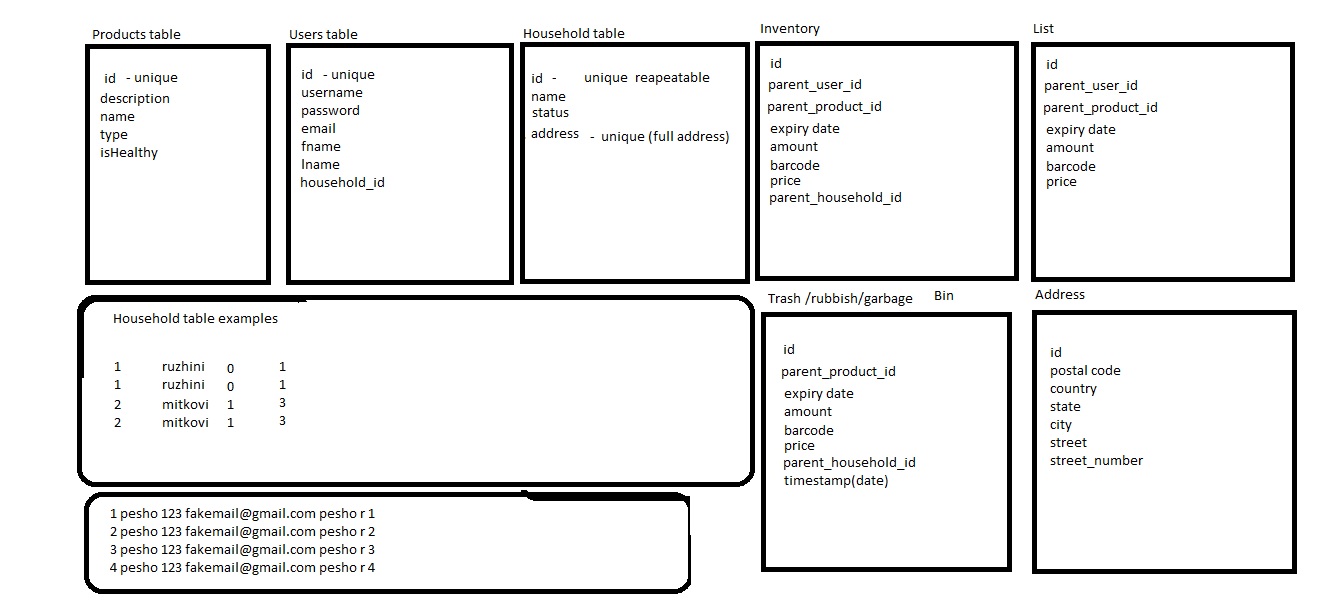 Products table
id - unique
description
name
type
isHealthy
Users table
id - unique
username
password
email
fname
lname
household_id
Household table
id - unique reapeatable
name
status
address - unique (full address)
Inventory
id
parent_user_id
parent_product_id
expiry date
amount
barcode
price
parent_household_id
List
id
parent_user_id
parent_product_id
expiry date
amount
barcode
price
Household table examples
1 ruzhini 0 1
1 ruzhini 0 1
2 mitkovi 1 3
2 mitkovi 1 3
1 pesho 123 fakemail@gmail.com pesho r 1
2 pesho 123 fakemail@gmail.com pesho r 2
3 pesho 123 fakemail@gmail.com pesho r 3
4 pesho 123 fakemail@gmail.com pesho r 4
Trash /rubbish/garbage Bin
id
parent_product_id
expiry date
amount
barcode
price
parent_household_id
timestamp(date)
Address
id
postal code
country
state
city
street
street_number